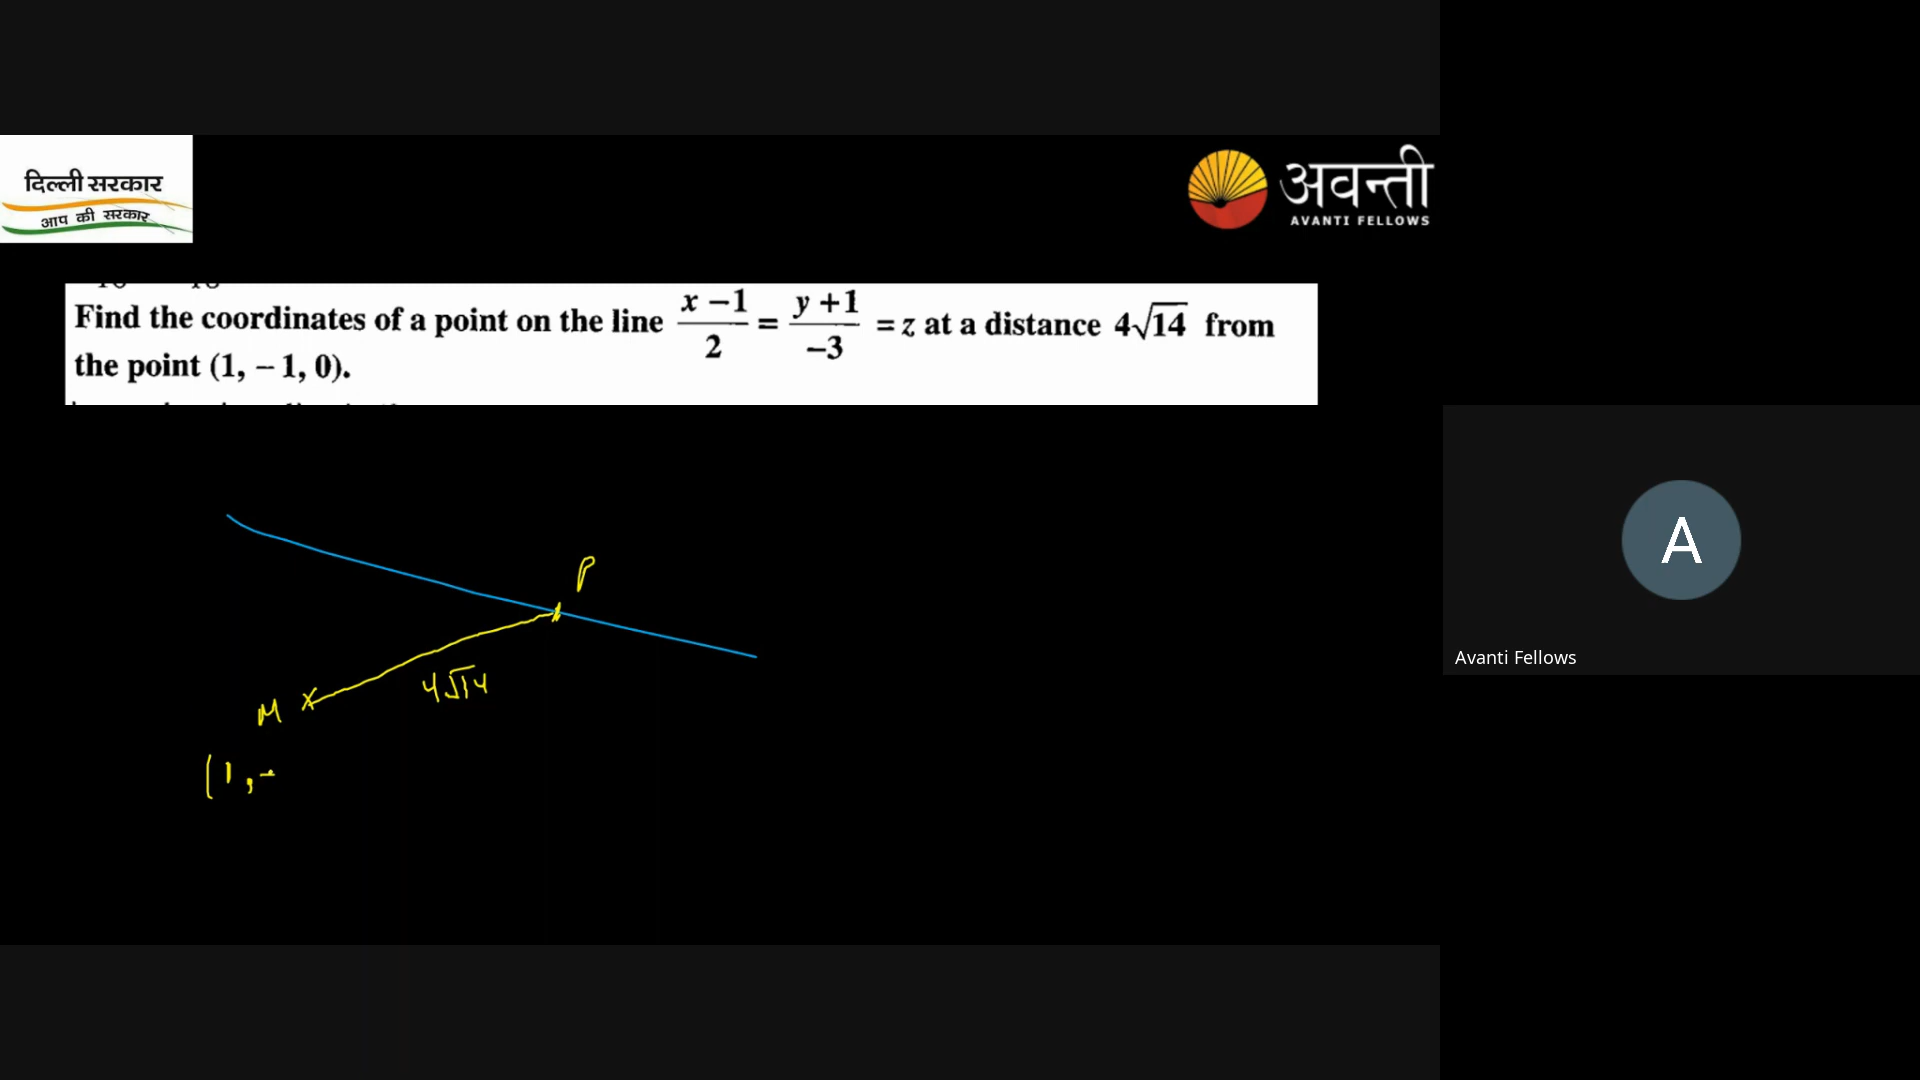 दिल्ली सरकार
आप की सरकार
अवन्ती
AVANTI FELLOWS
Find the coordinates of a point on the line (x −1)/2 = (y +1)/−3 = z at a distance 4√14 from
the point (1, −1, 0).
P
4√14
M
(1,-
A
Avanti Fellows